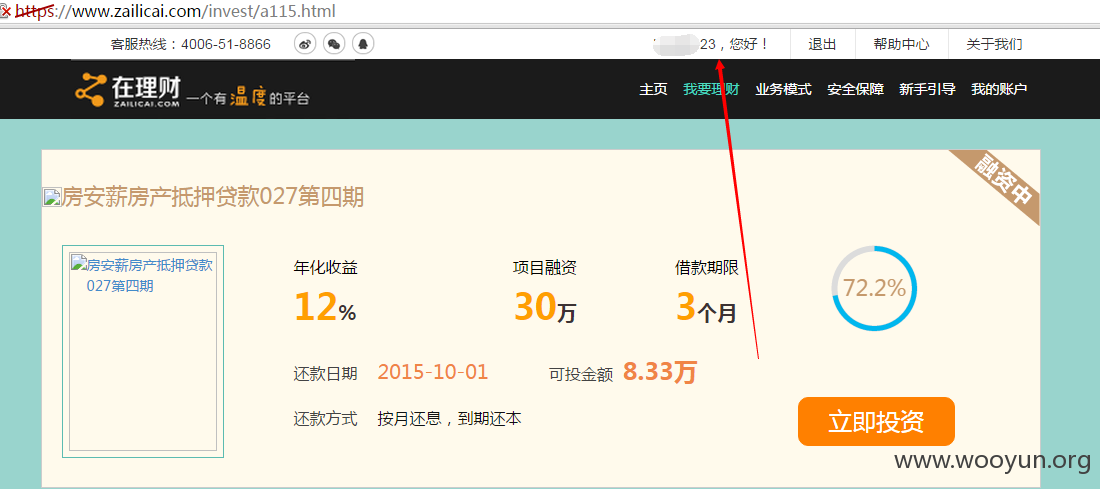 https://www.zailicai.com/invest/a115.html
客服热线：4006-51-8866
23，您好！ 退出 帮助中心 关于我们
在理财
ZAILICAI.COM
一个有温度的平台
主页 我要理财 业务模式 安全保障 新手引导 我的账户
融资中
房安薪房产抵押贷款027第四期
房安薪房产抵押贷款
027第四期
年化收益 项目融资 借款期限
12% 30万 3个月
72.2%
还款日期 2015-10-01 可投金额 8.33万
还款方式 按月还息，到期还本
立即投资
www.wooyun.org